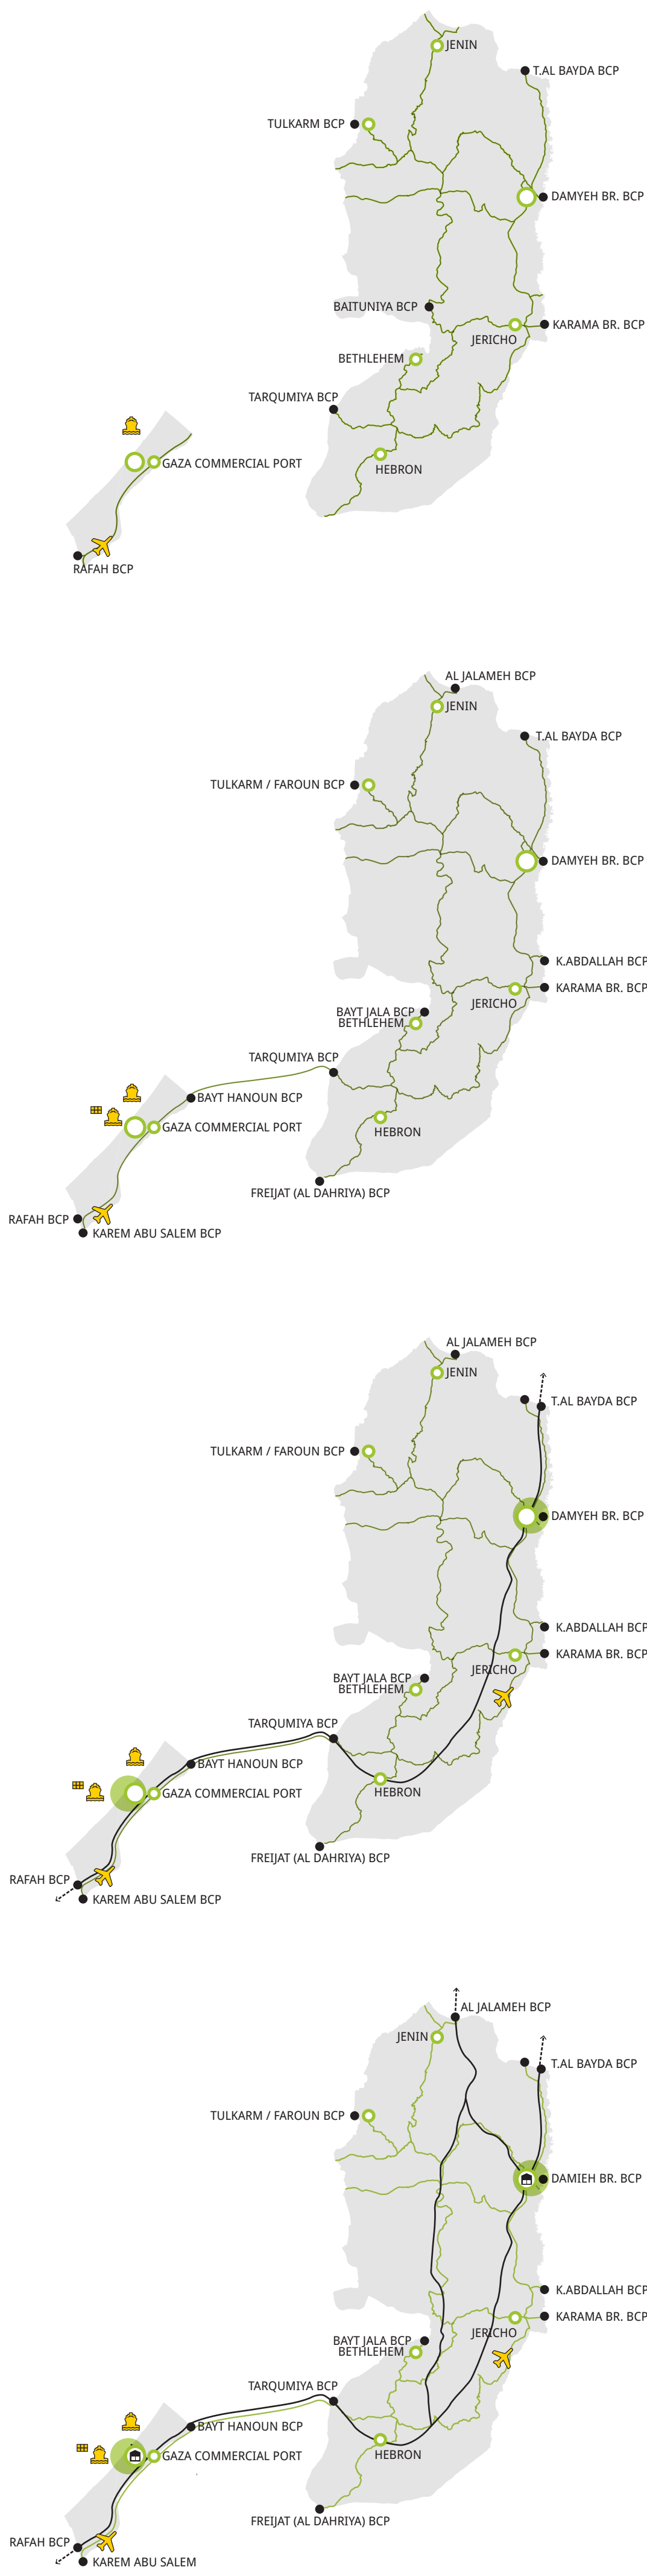 JENIN
T.AL BAYDA BCP
TULKARM BCP
DAMYEH BR. BCP
BAITUNIYA BCP
KARAMA BR. BCP
JERICHO
BETHLEHEM
TARQUMIYA BCP
GAZA COMMERCIAL PORT
HEBRON
RAFAH BCP
AL JALAMEH BCP
JENIN
T.AL BAYDA BCP
TULKARM / FAROUN BCP
DAMYEH BR. BCP
K.ABDALLAH BCP
KARAMA BR. BCP
JERICHO
BAYT JALA BCP
BETHLEHEM
TARQUMIYA BCP
BAYT HANOUN BCP
GAZA COMMERCIAL PORT
HEBRON
FREIJAT (AL DAHRIYA) BCP
RAFAH BCP
KAREM ABU SALEM BCP
AL JALAMEH BCP
JENIN
T.AL BAYDA BCP
TULKARM / FAROUN BCP
DAMYEH BR. BCP
K.ABDALLAH BCP
KARAMA BR. BCP
JERICHO
BAYT JALA BCP
BETHLEHEM
TARQUMIYA BCP
BAYT HANOUN BCP
GAZA COMMERCIAL PORT
HEBRON
FREIJAT (AL DAHRIYA) BCP
RAFAH BCP
KAREM ABU SALEM BCP
AL JALAMEH BCP
JENIN
T.AL BAYDA BCP
TULKARM / FAROUN BCP
DAMIEH BR. BCP
K.ABDALLAH BCP
KARAMA BR. BCP
JERICHO
BAYT JALA BCP
BETHLEHEM
TARQUMIYA BCP
BAYT HANOUN BCP
GAZA COMMERCIAL PORT
HEBRON
FREIJAT (AL DAHRIYA) BCP
RAFAH BCP
KAREM ABU SALEM